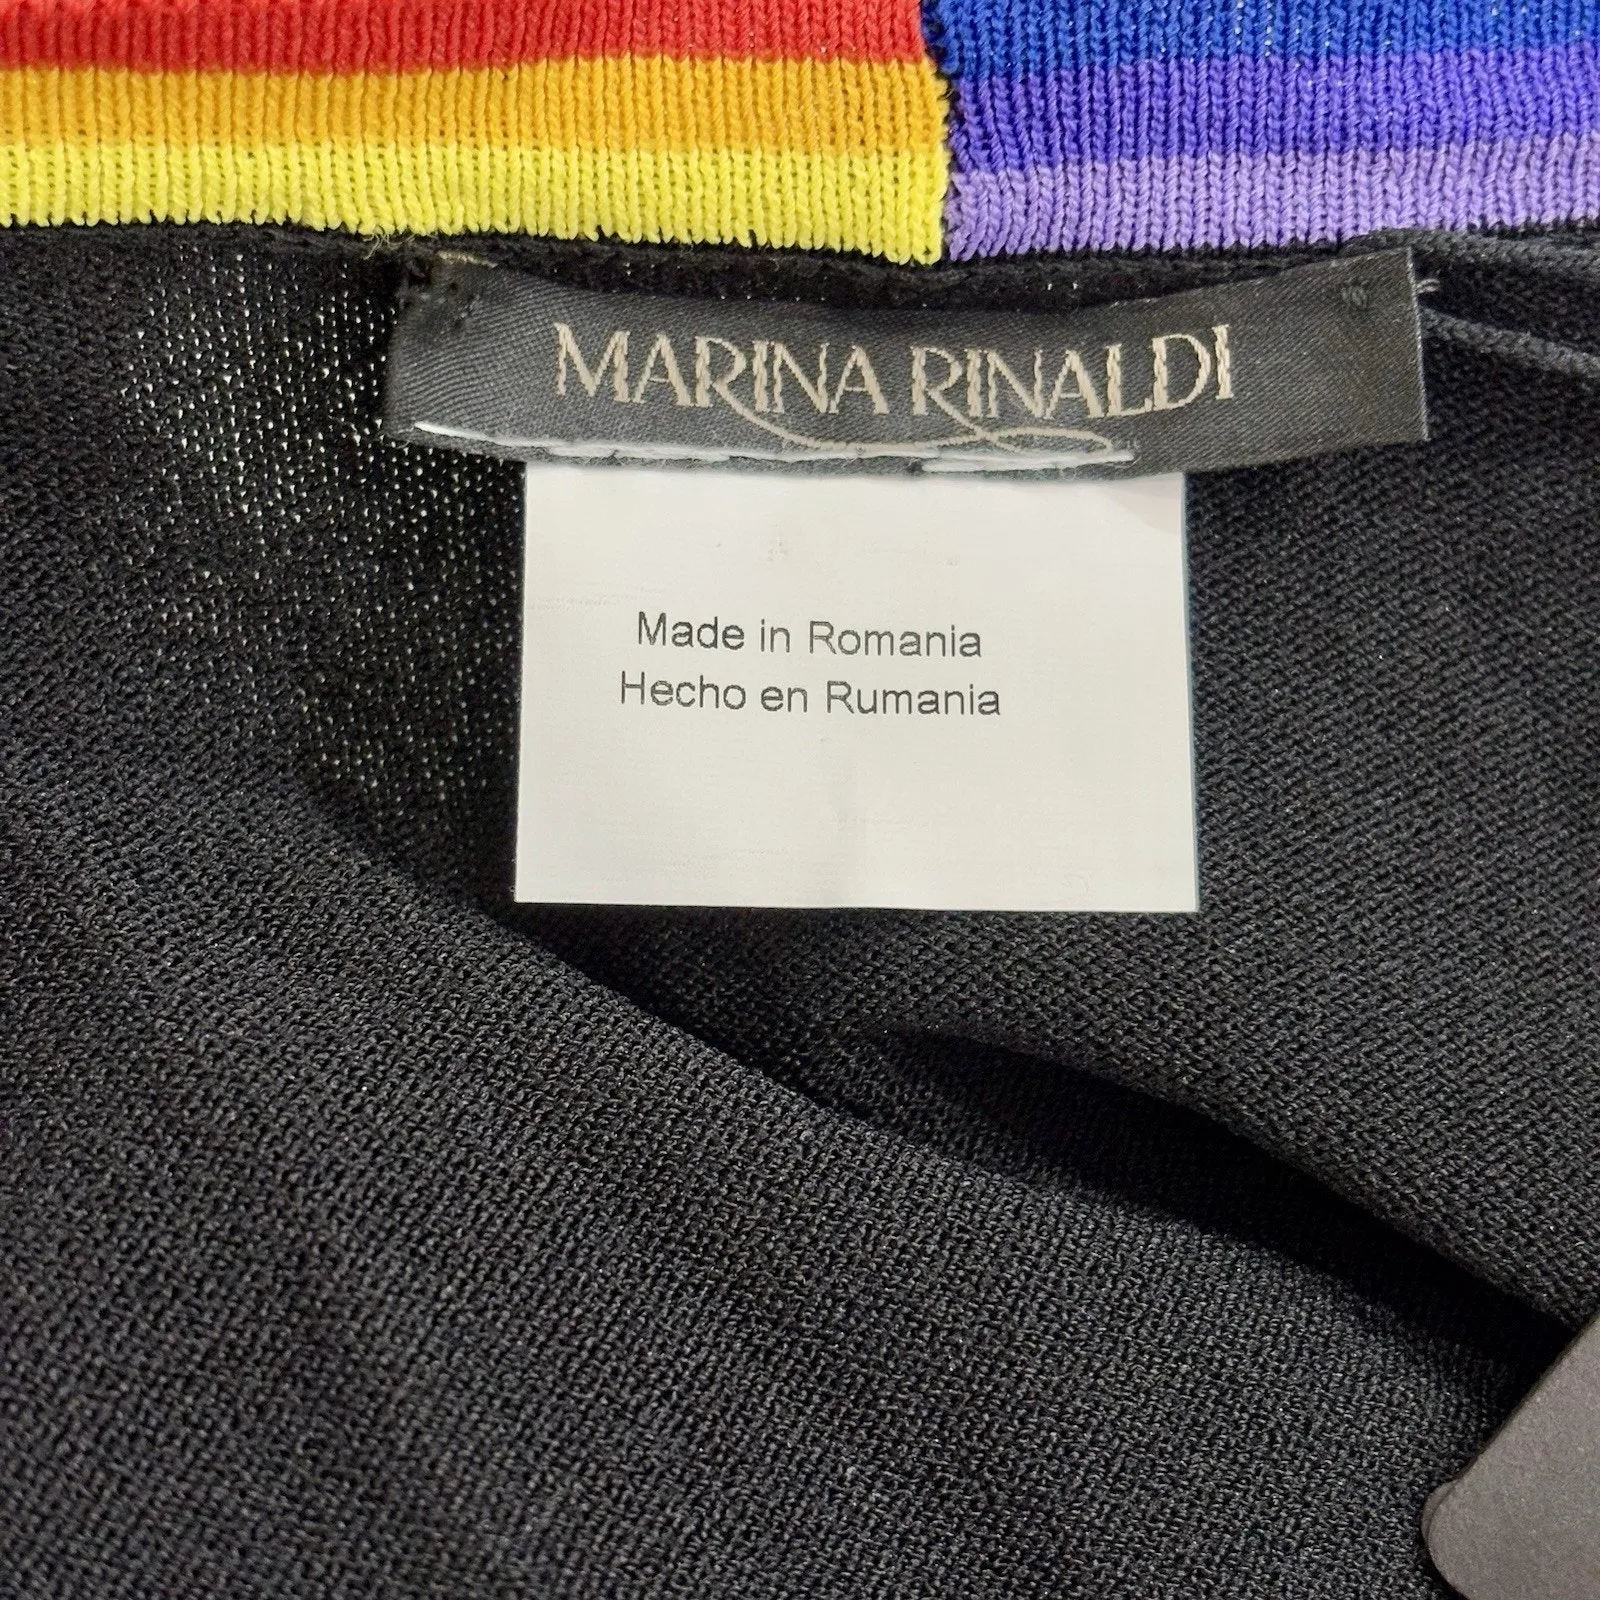 MARINA RINALDI
Made in Romania
Hecho en Rumania